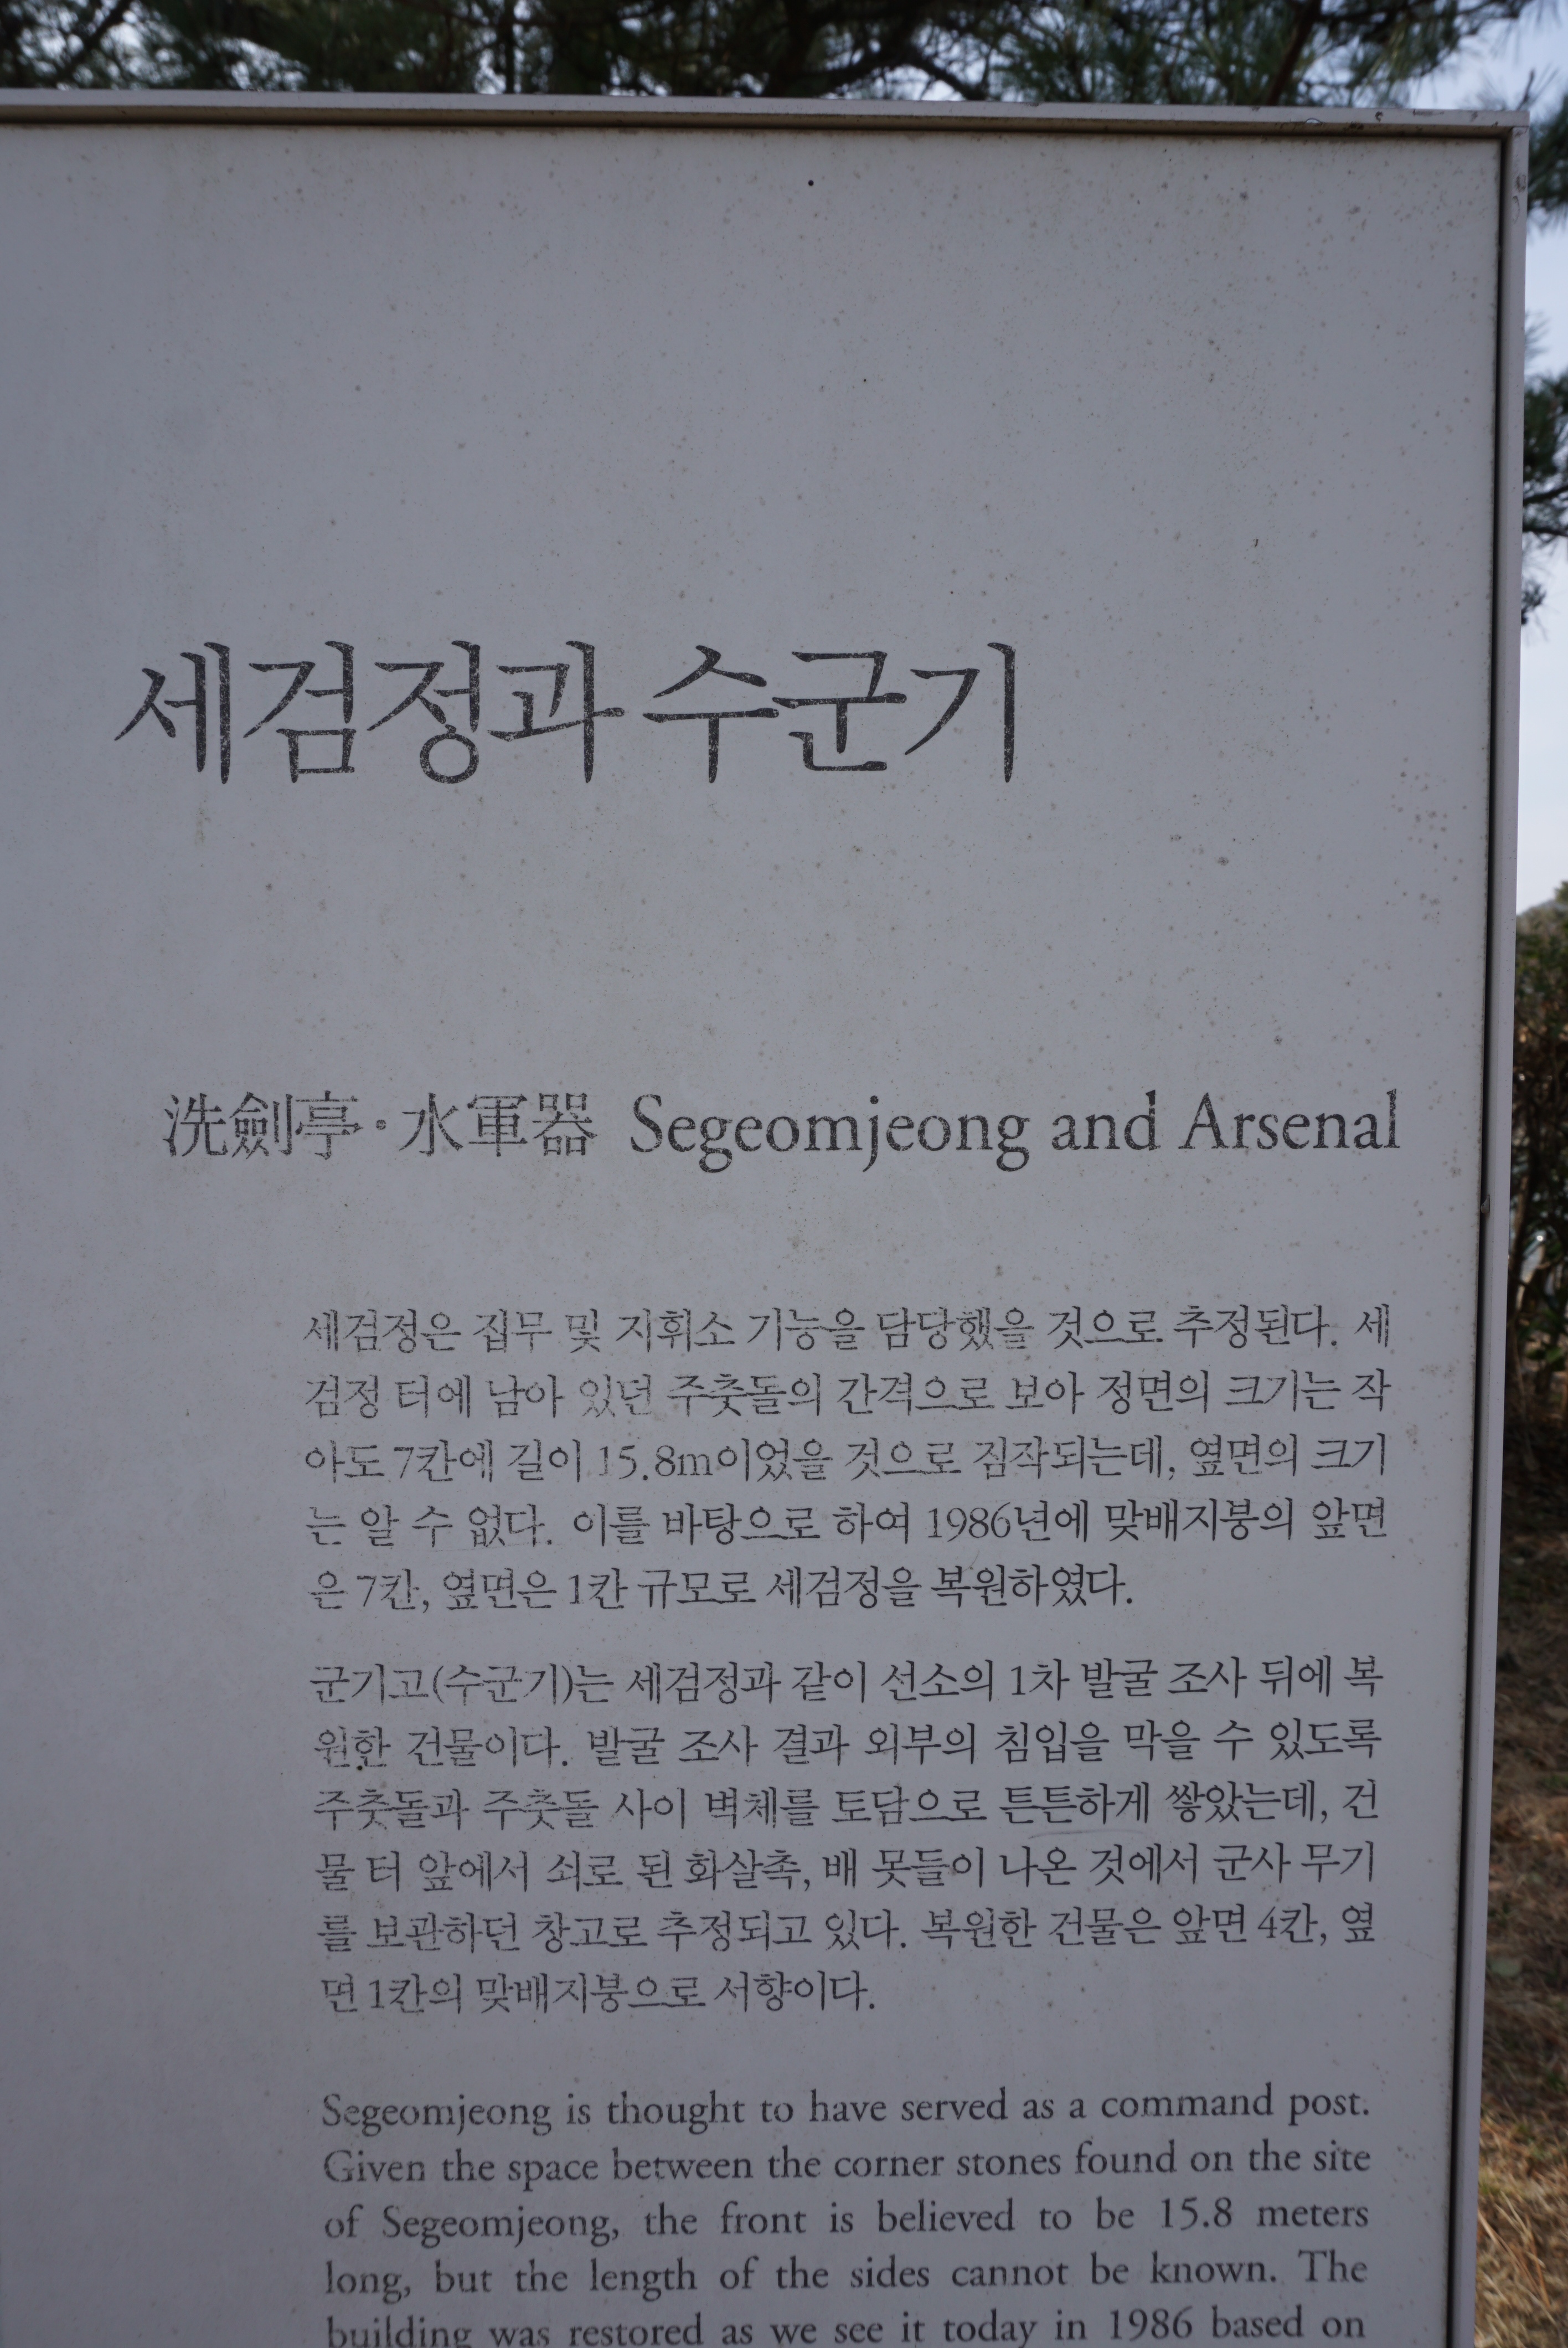 세검정과 수군기
洗劍亭·水軍器 Segeomjeong and Arsenal
세검정은 집무 및 지휘소 기능을 담당했을 것으로 추정된다. 세
검정 터에 남아 있던 주춧돌의 간격으로 보아 정면의 크기는 작
아도 7칸에 길이 15.8m이었을 것으로 짐작되는데, 옆면의 크기
는 알 수 없다. 이를 바탕으로 하여 1986년에 맞배지붕의 앞면
은 7칸, 옆면은 1칸 규모로 세검정을 복원하였다.
군기고(수군기)는 세검정과 같이 선소의 1차 발굴 조사 뒤에 복
원한 건물이다. 발굴 조사 결과 외부의 침입을 막을 수 있도록
주춧돌과 주춧돌 사이 벽체를 토담으로 튼튼하게 쌓았는데, 건
물 터 앞에서 쇠로 된 화살촉, 배 못들이 나온 것에서 군사 무기
를 보관하던 창고로 추정되고 있다. 복원한 건물은 앞면 4칸, 옆
면 1칸의 맞배지붕으로 서향이다.
Segeomjeong is thought to have served as a command post.
Given the space between the corner stones found on the site
of Segeomjeong, the front is believed to be 15.8 meters
long, but the length of the sides cannot be known. The
building was restored as we see it today in 1986 based on